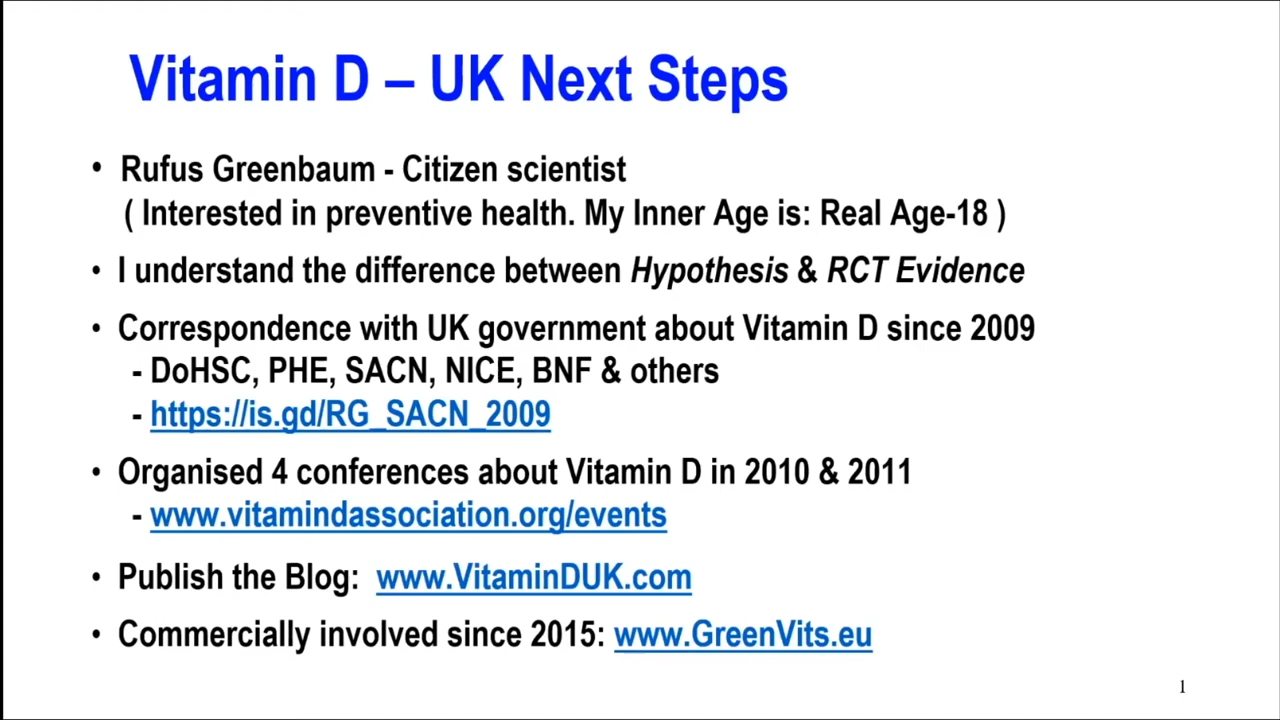 Vitamin D – UK Next Steps
• Rufus Greenbaum - Citizen scientist
( Interested in preventive health. My Inner Age is: Real Age-18 )
• I understand the difference between Hypothesis & RCT Evidence
• Correspondence with UK government about Vitamin D since 2009
- DoHSC, PHE, SACN, NICE, BNF & others
- https://is.gd/RG_SACN_2009
• Organised 4 conferences about Vitamin D in 2010 & 2011
- www.vitamindassociation.org/events
• Publish the Blog: www.VitaminDUK.com
• Commercially involved since 2015: www.GreenVits.eu
1